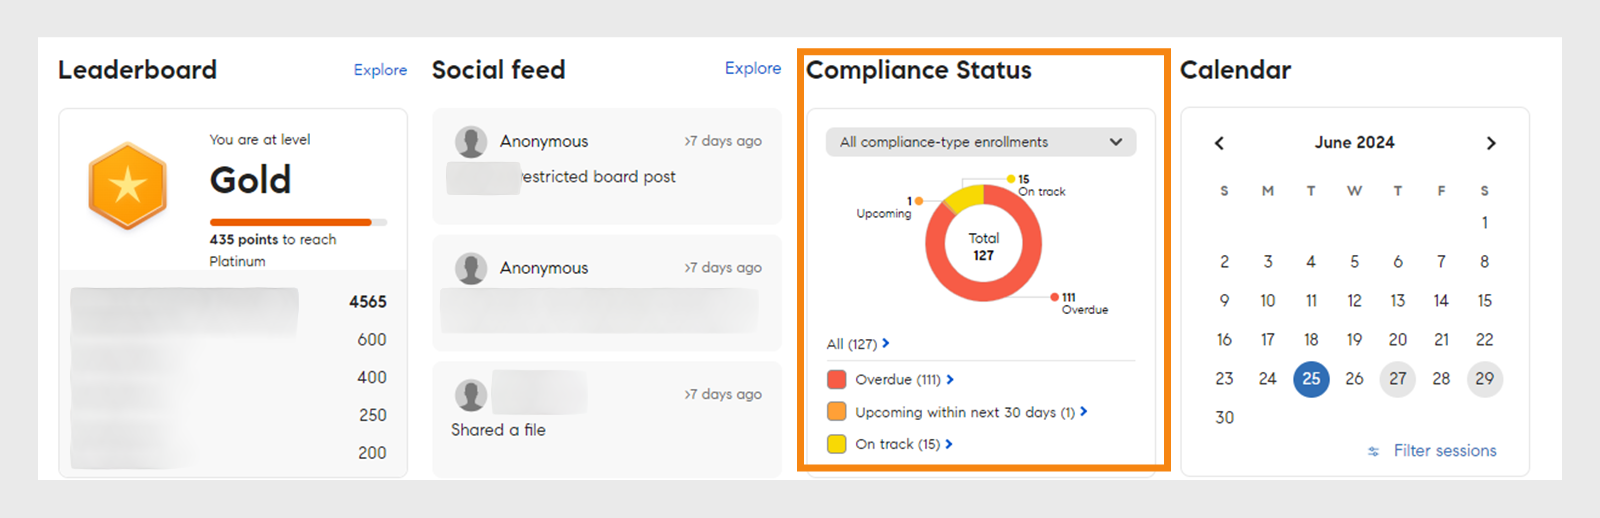 Leaderboard
Explore
You are at level
Gold
435 points to reach
Platinum
4565
600
400
250
200
Social feed
Explore
Anonymous
>7 days ago
estricted board post
Anonymous
>7 days ago
>7 days ago
Shared a file
Compliance Status
All compliance-type enrollments
15
On track
1
Upcoming
Total
127
111
Overdue
All (127)
Overdue (111)
Upcoming within next 30 days (1)
On track (15)
Calendar
June 2024
S M T W T F S
1
2 3 4 5 6 7 8
9 10 11 12 13 14 15
16 17 18 19 20 21 22
23 24 25 26 27 28 29
30
Filter sessions